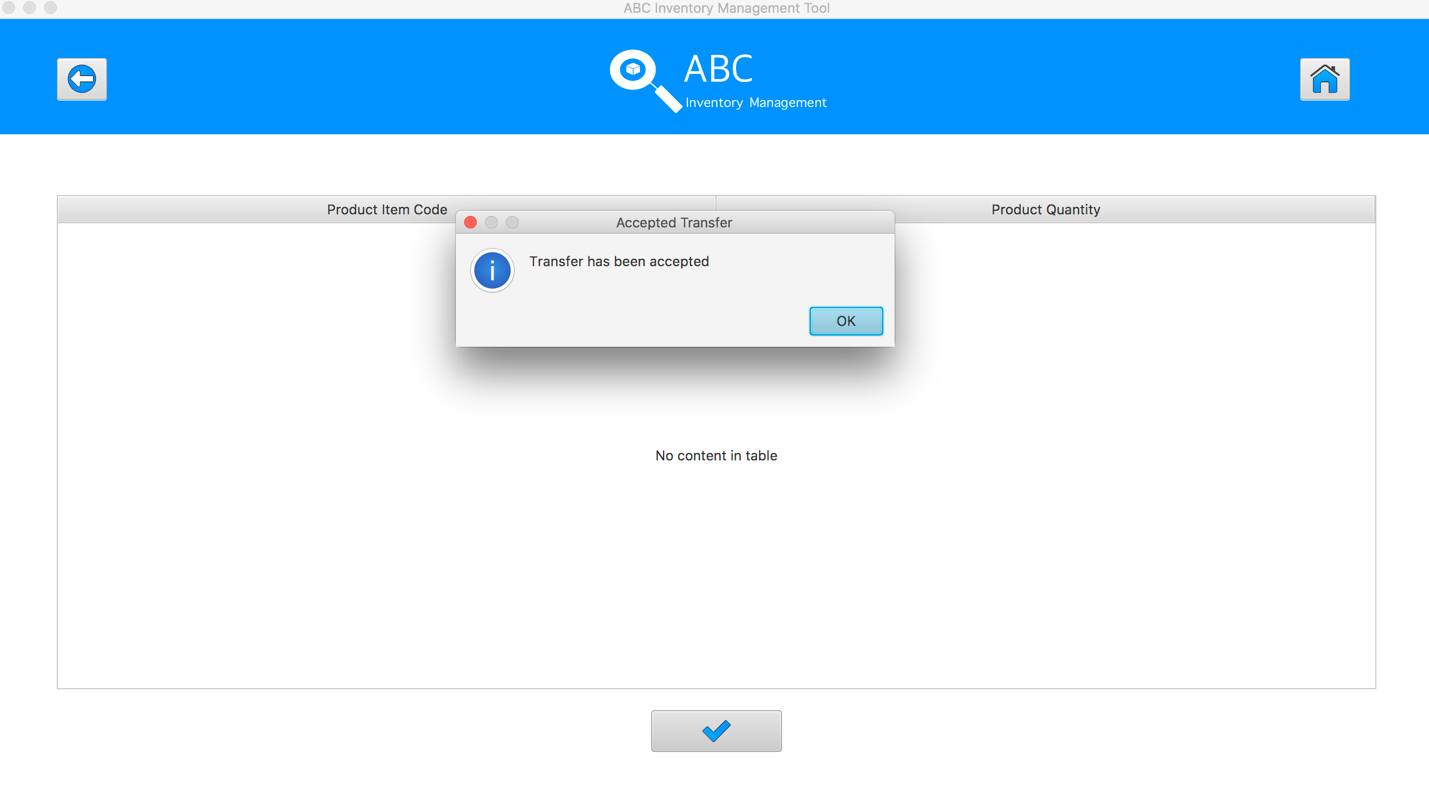 ABC Inventory Management Tool
ABC
Inventory Management
Product Item Code
Product Quantity
Accepted Transfer
i
Transfer has been accepted
OK
No content in table